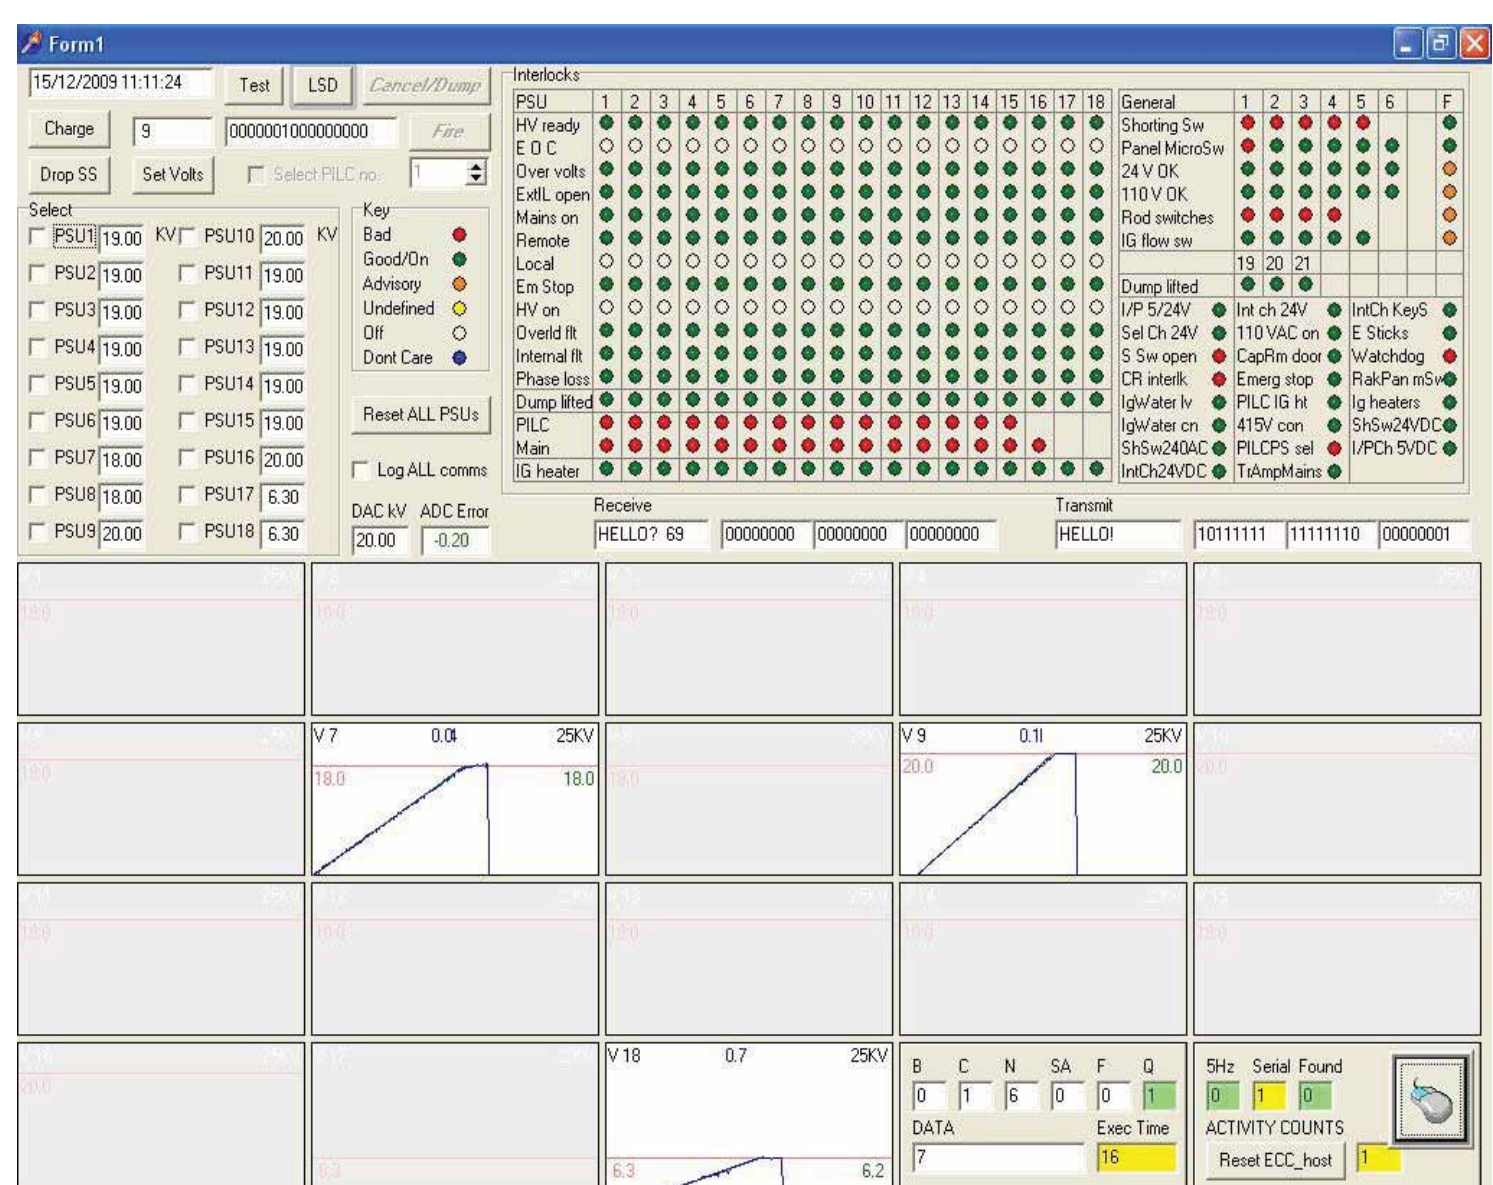 Form1
15/12/2009 11:11:24 Test LSD Cancel/Dump
Charge 9 0000001000000000 Fire
Drop SS Set Volts Select PILC no. 1
Select
PSU1 19.00 KV PSU10 20.00 KV
PSU2 19.00 PSU11 19.00
PSU3 19.00 PSU12 19.00
PSU4 19.00 PSU13 19.00
PSU5 19.00 PSU14 19.00
PSU6 19.00 PSU15 19.00
PSU7 18.00 PSU16 20.00
PSU8 18.00 PSU17 6.30
PSU9 20.00 PSU18 6.30
Key
Bad
Good/On
Advisory
Undefined
Off
Dont Care
Reset ALL PSUs
Log ALL comms
DAC kV ADC Error
20.00 -0.20
Interlocks
PSU 1 2 3 4 5 6 7 8 9 10 11 12 13 14 15 16 17 18
HV ready
E O C
Over volts
ExtIL open
Mains on
Remote
Local
Em Stop
HV on
Overld flt
Internal flt
Phase loss
Dump lifted
PILC
Main
IG heater
General 1 2 3 4 5 6 F
Shorting Sw
Panel MicroSw
24 V OK
110 V OK
Rod switches
IG flow sw
19 20 21
Dump lifted
I/P 5/24V Int ch 24V IntCh KeyS
Sel Ch 24V 110 VAC on E Sticks
S Sw open CapRm door Watchdog
CR interlk Emerg stop RakPan mSw
IgWater lv PILC IG ht Ig heaters
IgWater cn 415V con ShSw24VDC
ShSw240AC PILCPS sel I/PCh 5VDC
IntCh24VDC TrAmpMains
Receive
HELLO? 69 00000000 00000000 00000000
Transmit
HELLO! 10111111 11111110 00000001
V 7 0.04 25KV
18.0 18.0
V 9 0.11 25KV
20.0 20.0
V 18 0.7 25KV
6.3 6.2
B C N SA F Q
0 1 6 0 0 1
DATA Exec Time
7 16
5Hz Serial Found
0 1 0
ACTIVITY COUNTS
Reset ECC_host 1